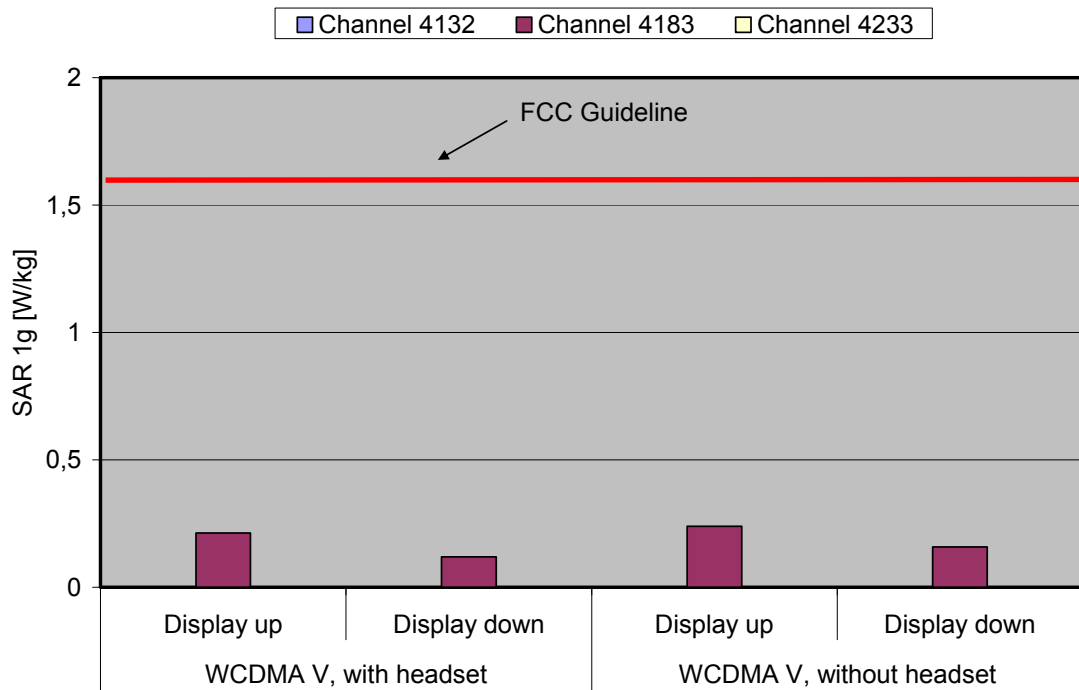 Channel 4132 Channel 4183 Channel 4233
2
FCC Guideline
1,5
SAR 1g [W/kg]
1
0,5
0
Display up Display down Display up Display down
WCDMA V, with headset WCDMA V, without headset